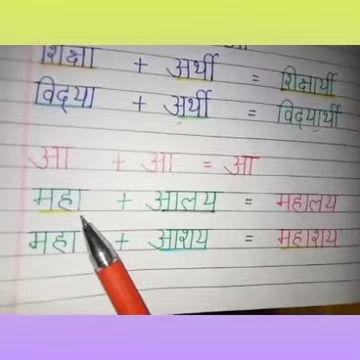 शिक्षा + अर्थी = शिक्षार्थी
विद्या + अर्थी = विद्यार्थी
आ + आ = आ
महा + आलय = महालय
महा + आशय = महाशय